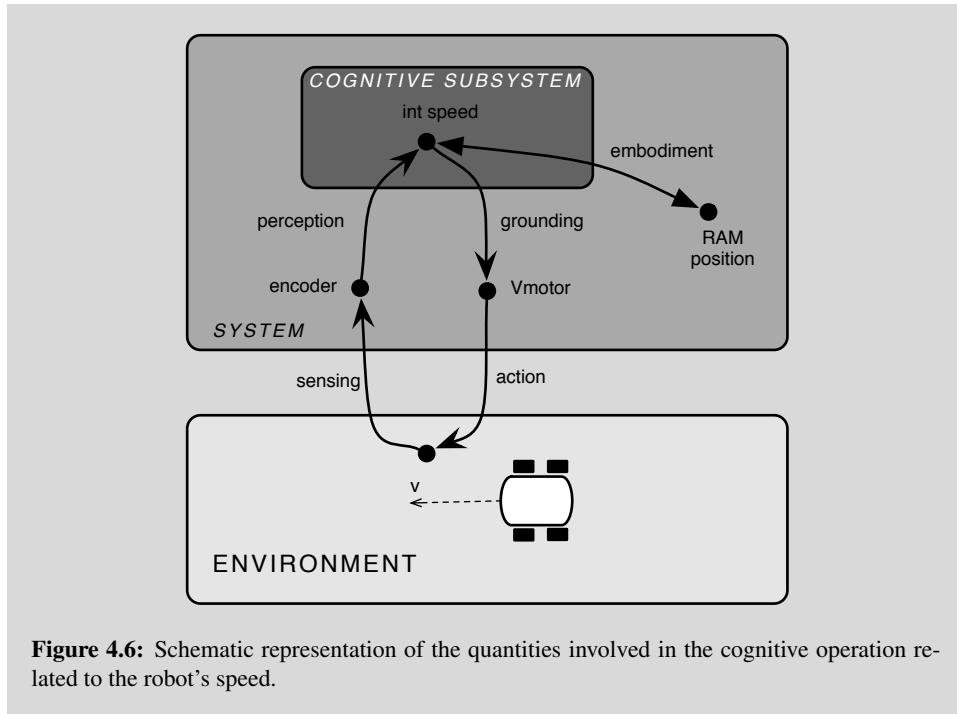 COGNITIVE SUBSYSTEM
int speed
embodiment
perception
grounding
RAM
position
encoder
Vmotor
SYSTEM
sensing
action
v
ENVIRONMENT
Figure 4.6: Schematic representation of the quantities involved in the cognitive operation re-
lated to the robot's speed.